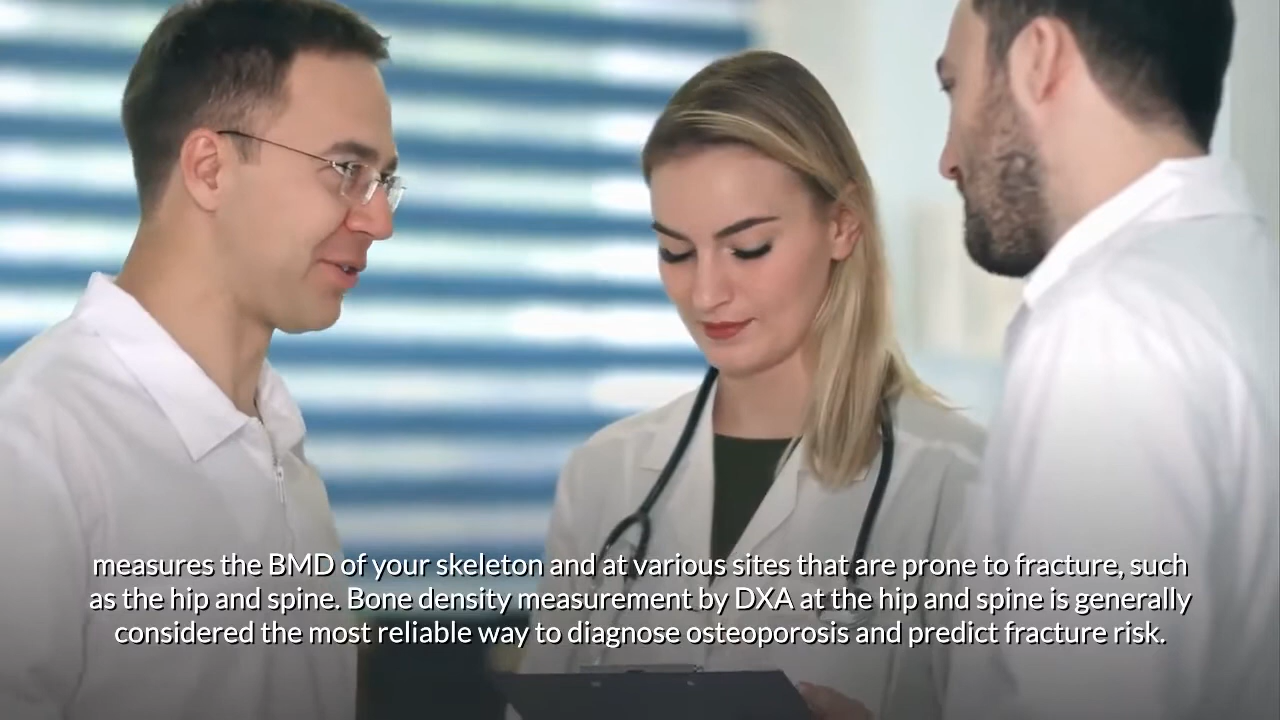 measures the BMD of your skeleton and at various sites that are prone to fracture, such
as the hip and spine. Bone density measurement by DXA at the hip and spine is generally
considered the most reliable way to diagnose osteoporosis and predict fracture risk.